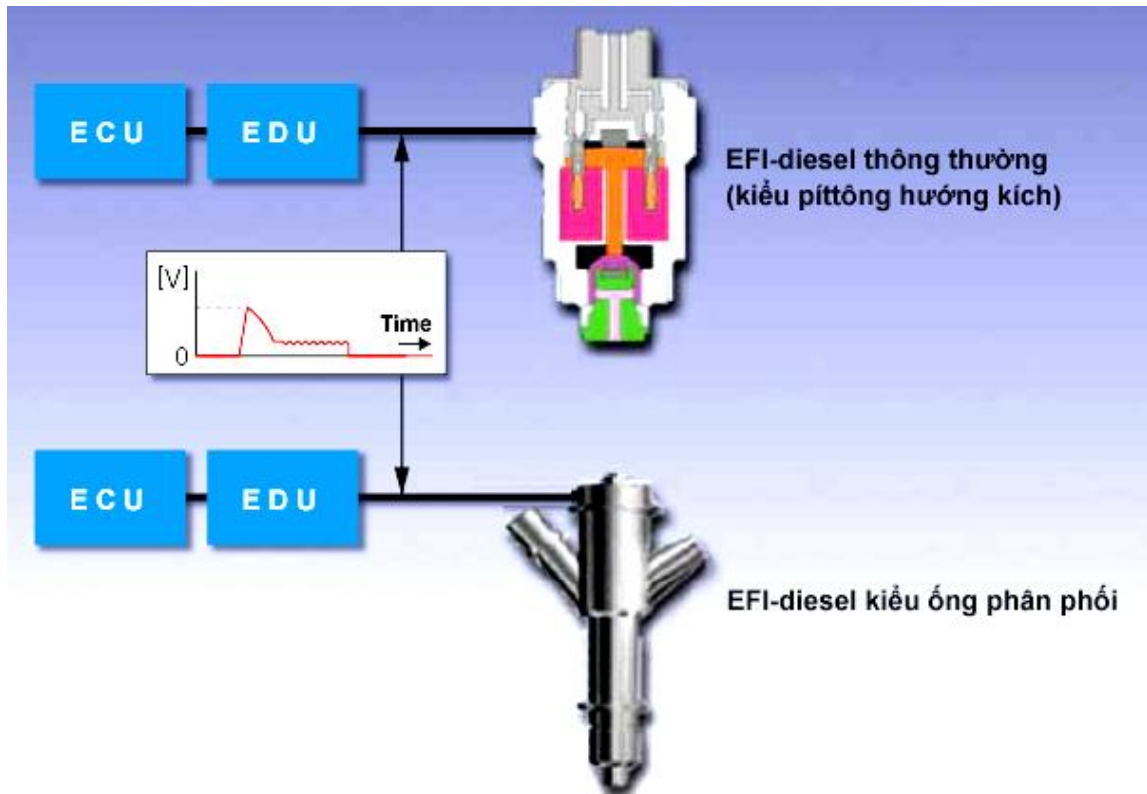 ECU
EDU
EFI-diesel thông thường
(kiểu píttông hướng kích)
[V]
Time
0
ECU
EDU
EFI-diesel kiểu ống phân phối